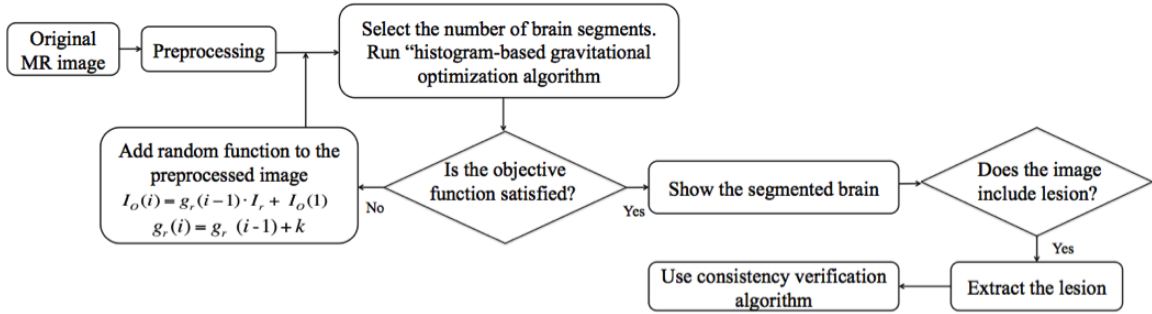 Original
MR image
Preprocessing
Select the number of brain segments.
Run “histogram-based gravitational
optimization algorithm
Add random function to the
preprocessed image
I_o(i) = g_r(i−1)·I_r + I_o(1)
g_r(i) = g_r (i-1)+k
No
Is the objective
function satisfied?
Yes
Show the segmented brain
Does the image
include lesion?
Yes
Extract the lesion
Use consistency verification
algorithm